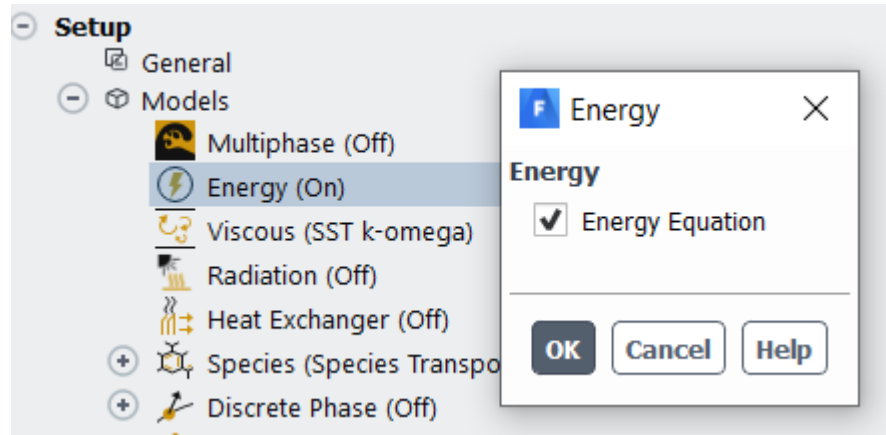 Setup
General
Models
Multiphase (Off)
Energy (On)
Viscous (SST k-omega)
Radiation (Off)
Heat Exchanger (Off)
Species (Species Transpo
Discrete Phase (Off)
F Energy
Energy
Energy Equation
OK Cancel Help